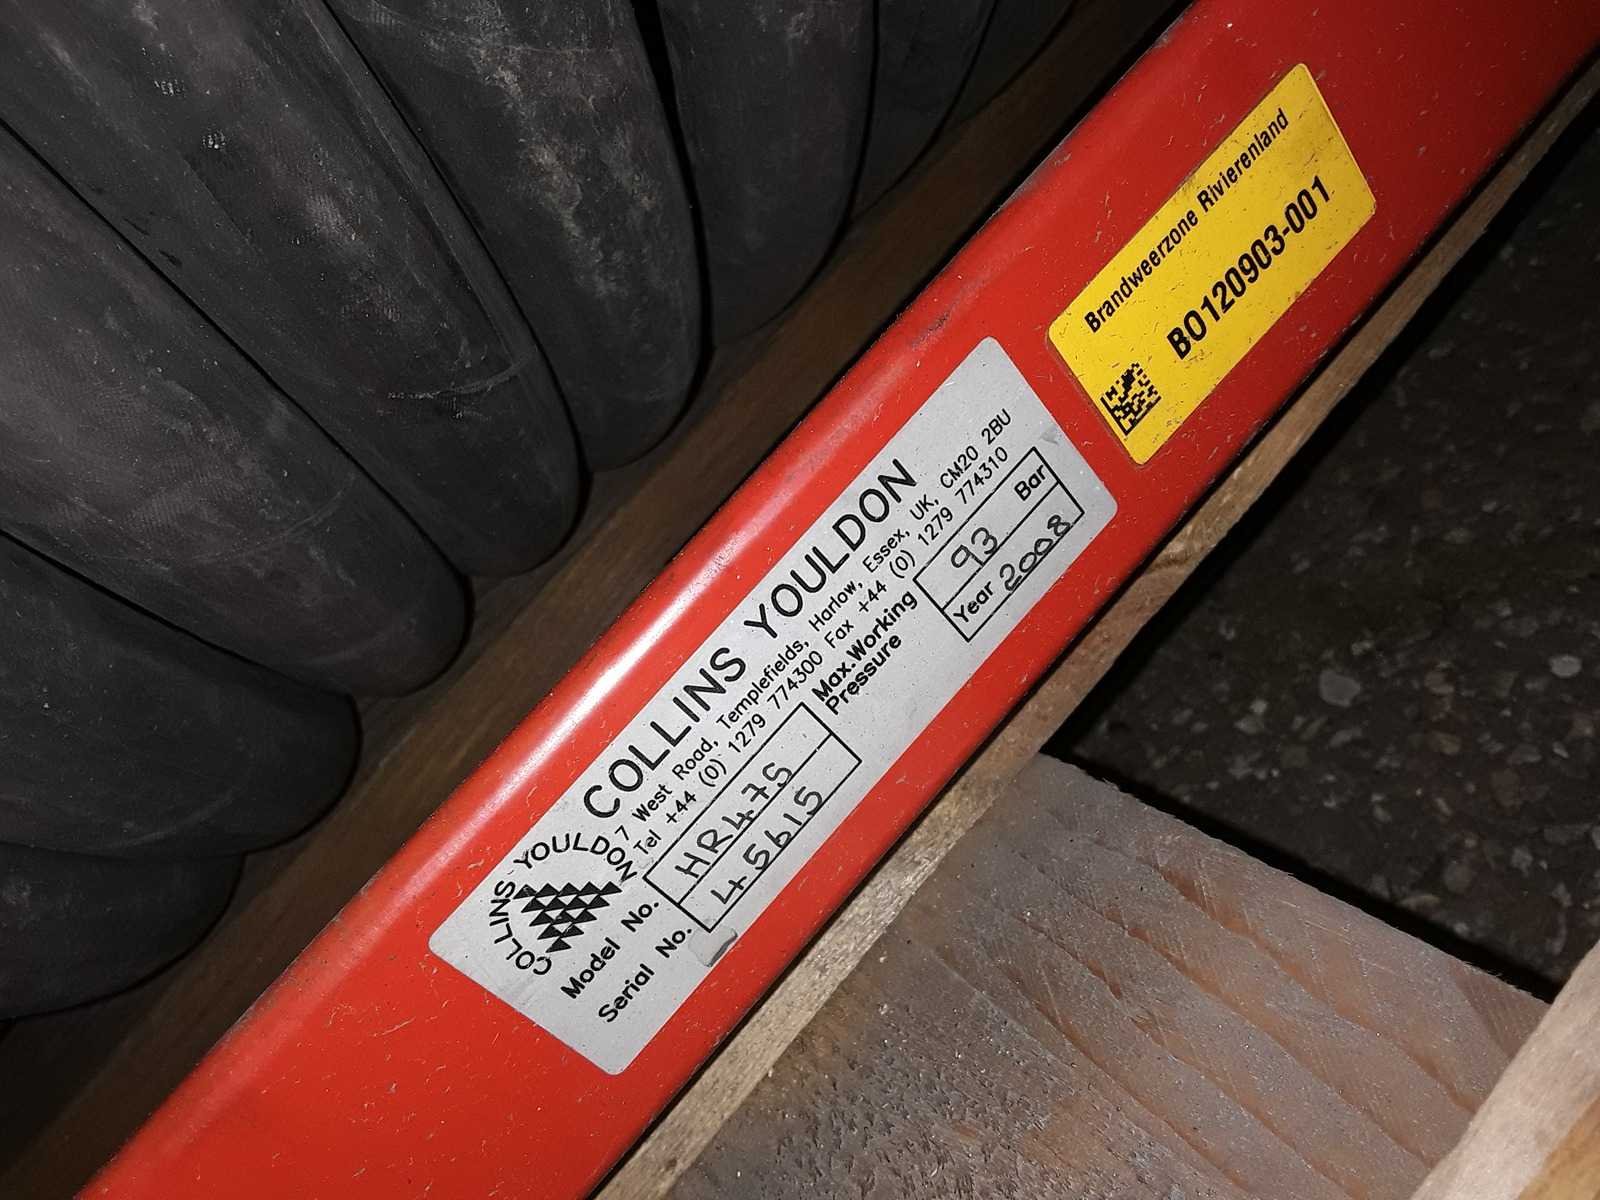 COLLINS YOULDON
COLLINS YOULDON
7 West Road, Templefields, Harlow, Essex, UK, CM20 2BU
Tel +44 (0) 1279 774300 Fax +44 (0) 1279 774310
Model No. HR475
Serial No. 45615
Max.Working
Pressure
93 Bar
Year 2008
Brandweerzone Rivierenland
BO120903-001